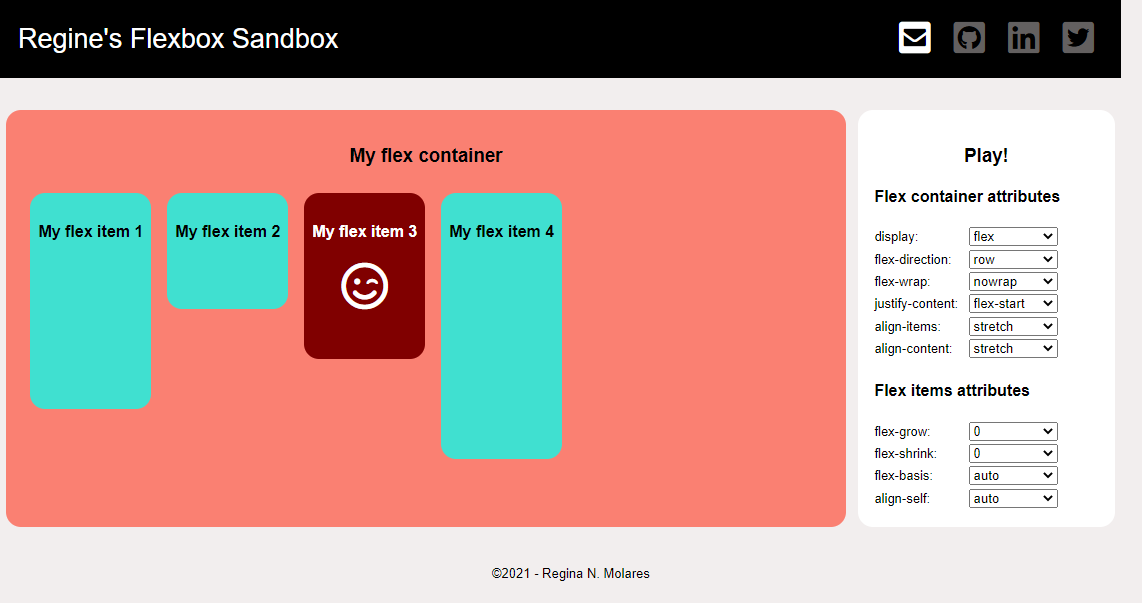 Regine's Flexbox Sandbox
My flex container
My flex item 1
My flex item 2
My flex item 3
My flex item 4
Play!
Flex container attributes
display: flex
flex-direction: row
flex-wrap: nowrap
justify-content: flex-start
align-items: stretch
align-content: stretch
Flex items attributes
flex-grow: 0
flex-shrink: 0
flex-basis: auto
align-self: auto
©2021 - Regina N. Molares